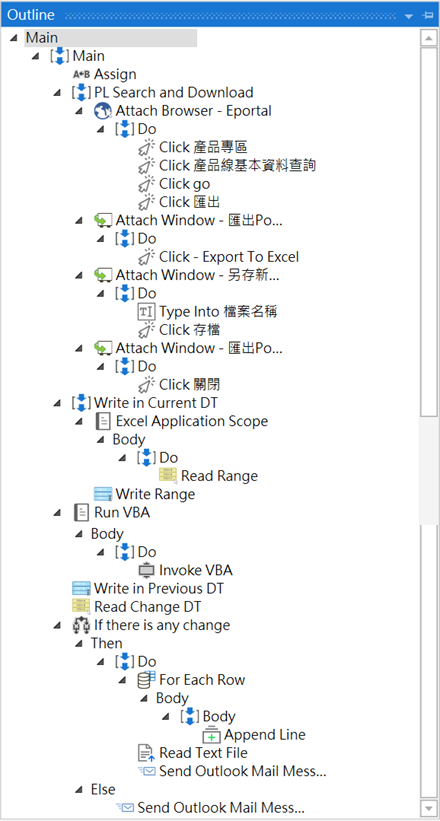 Outline
Main
Main
Assign
PL Search and Download
Attach Browser - Eportal
Do
Click 產品專區
Click 產品線基本資料查詢
Click go
Click 匯出
Attach Window - 匯出Po...
Do
Click - Export To Excel
Attach Window - 另存新...
Do
Type Into 檔案名稱
Click 存檔
Attach Window - 匯出Po...
Do
Click 關閉
Write in Current DT
Excel Application Scope
Body
Do
Read Range
Write Range
Run VBA
Body
Do
Invoke VBA
Write in Previous DT
Read Change DT
If there is any change
Then
Do
For Each Row
Body
Body
Append Line
Read Text File
Send Outlook Mail Mess...
Else
Send Outlook Mail Mess...